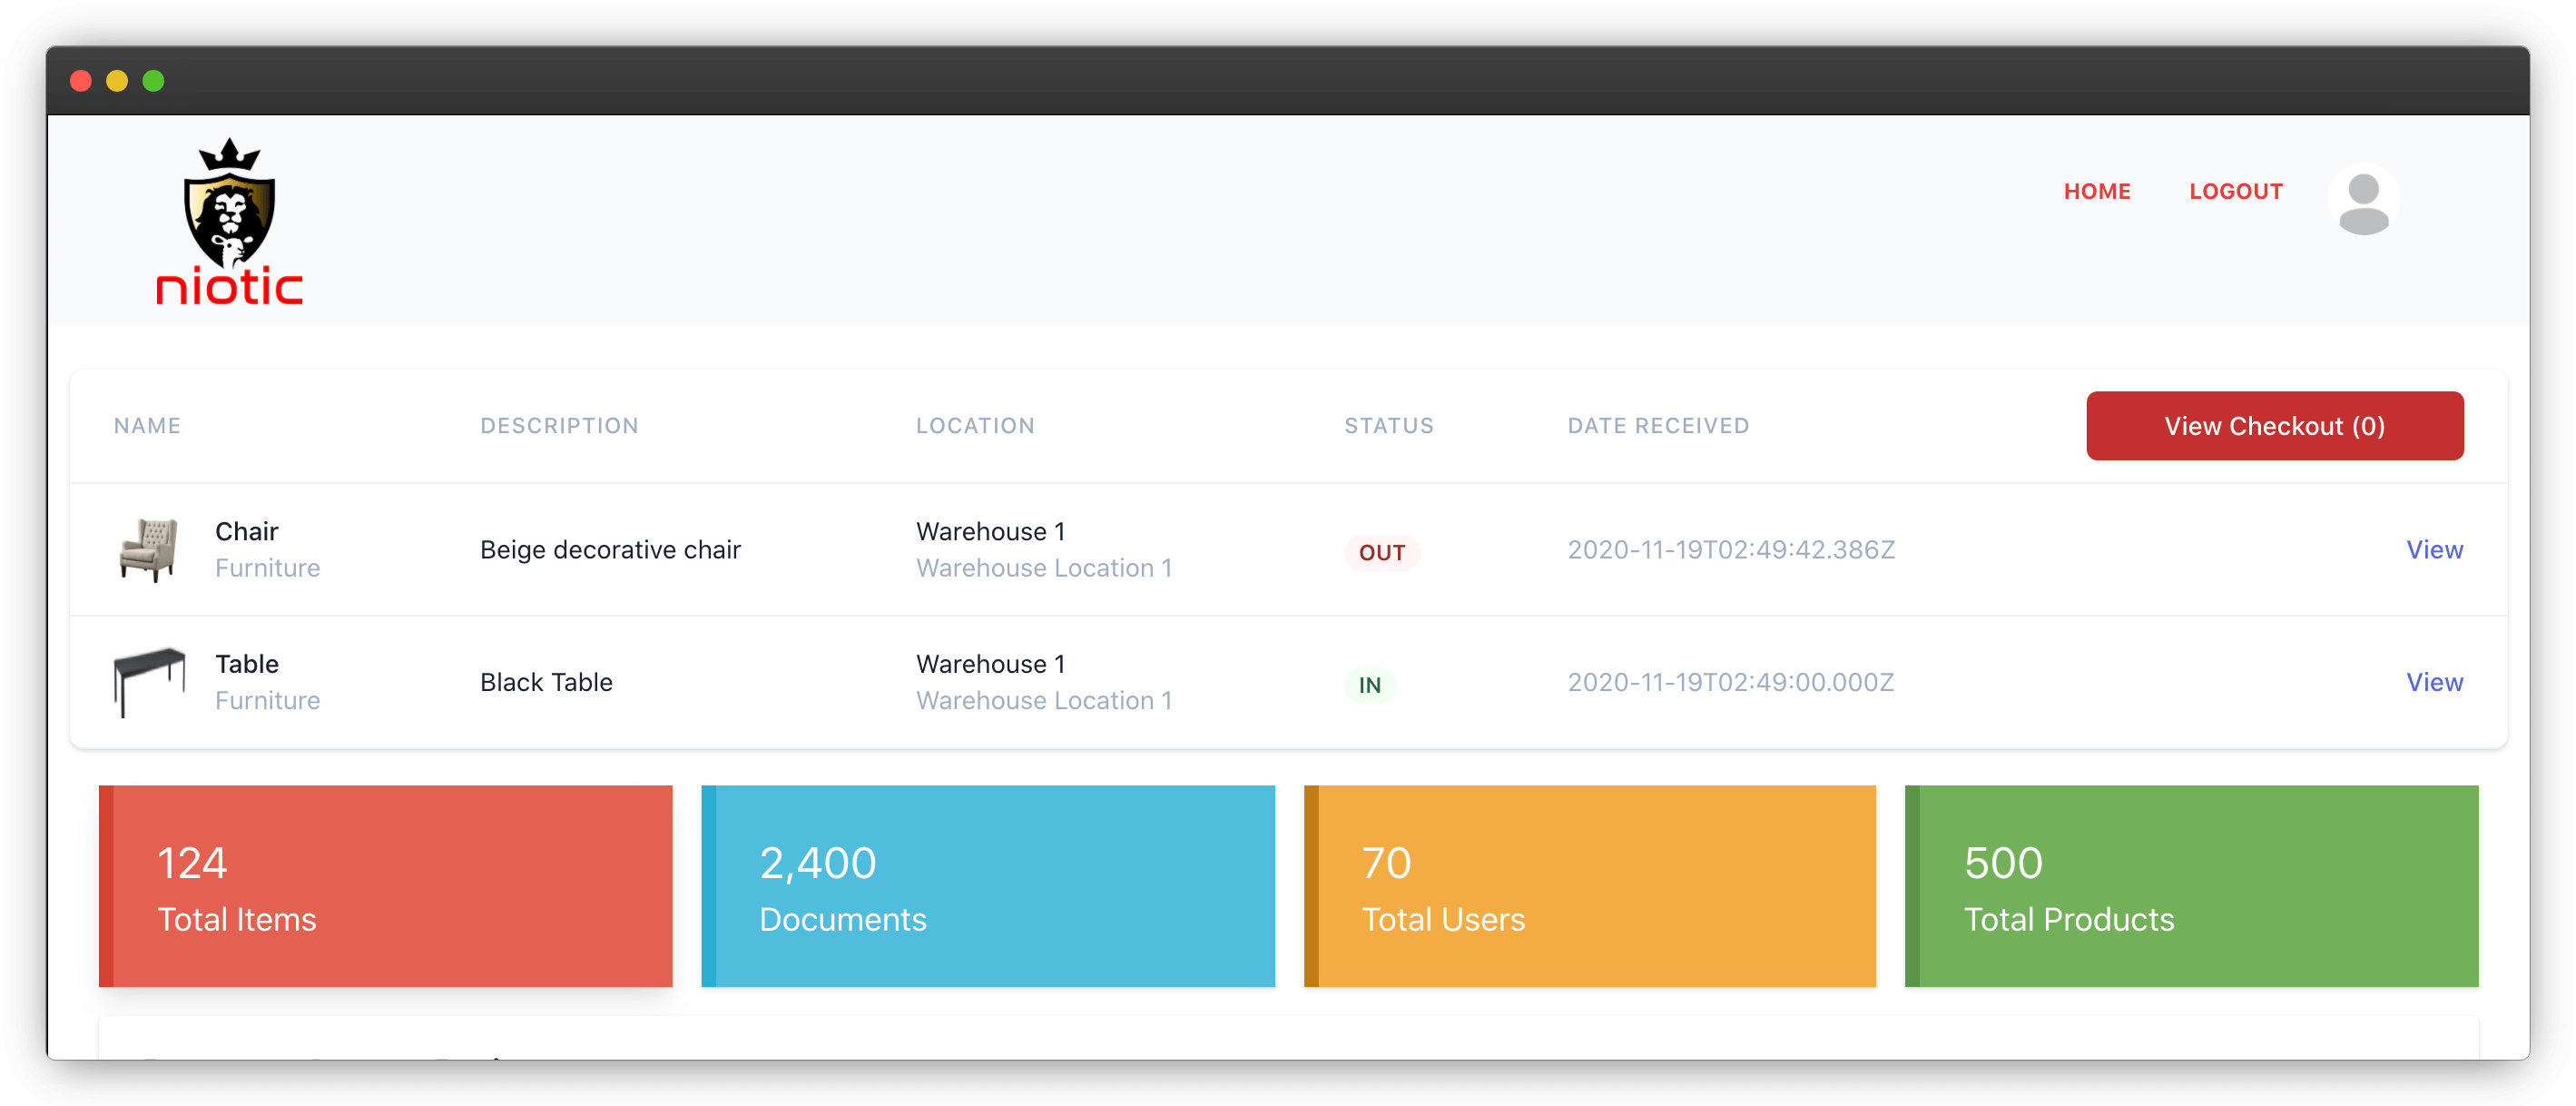 niotic
HOME LOGOUT
NAME DESCRIPTION LOCATION STATUS DATE RECEIVED View Checkout (0)
Chair
Furniture
Beige decorative chair
Warehouse 1
Warehouse Location 1
OUT
2020-11-19T02:49:42.386Z
View
Table
Furniture
Black Table
Warehouse 1
Warehouse Location 1
IN
2020-11-19T02:49:00.000Z
View
124
Total Items
2,400
Documents
70
Total Users
500
Total Products